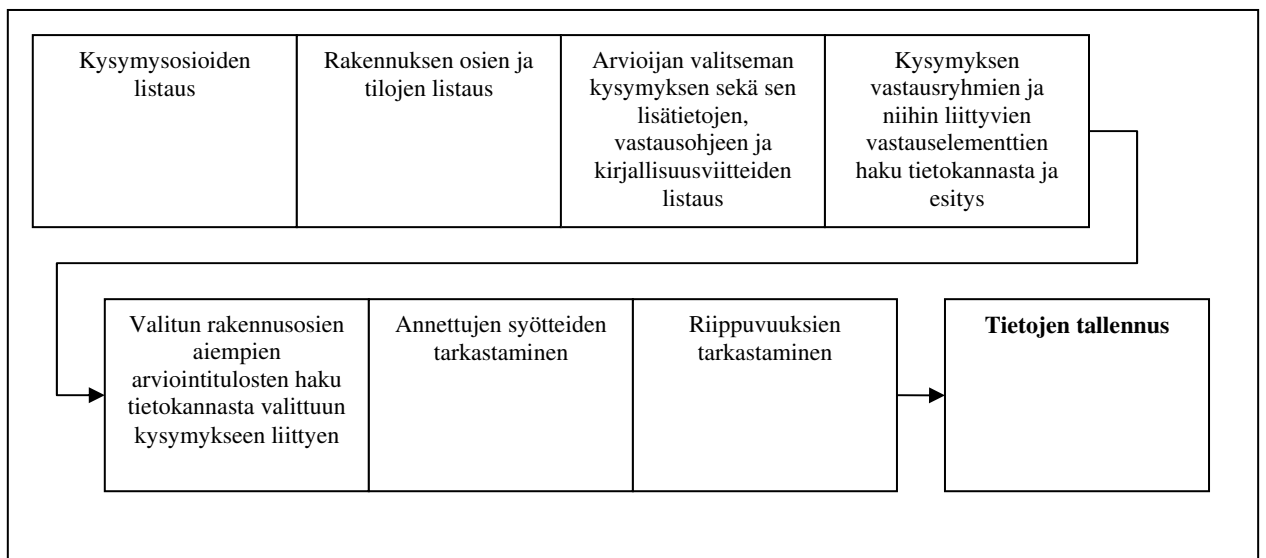 Kysymysosioiden
listaus
Rakennuksen osien ja
tilojen listaus
Arvioijan valitseman
kysymyksen sekä sen
lisätietojen,
vastausohjeen ja
kirjallisuusviitteiden
listaus
Kysymyksen
vastausryhmien ja
niihin liittyvien
vastauselementtien
haku tietokannasta ja
esitys
Valitun rakennusosien
aiempien
arviointitulosten haku
tietokannasta valittuun
kysymykseen liittyen
Annettujen syötteiden
tarkastaminen
Riippuvuuksien
tarkastaminen
Tietojen tallennus